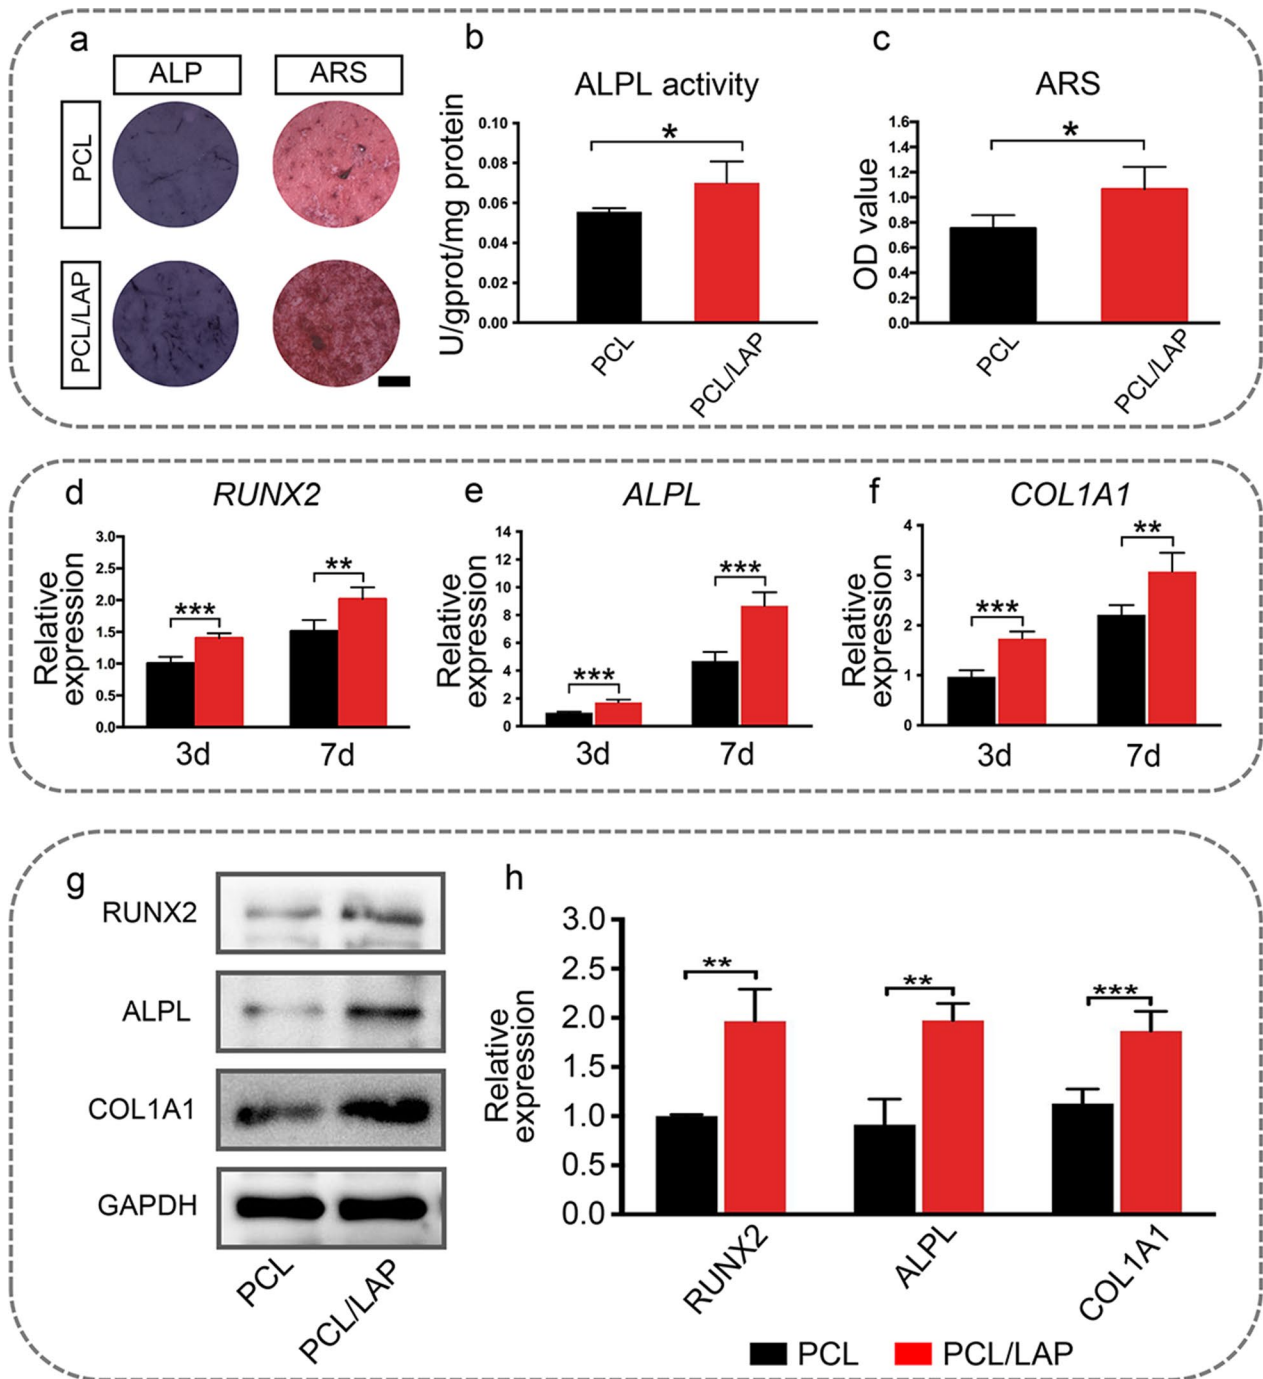 a
ALP
ARS
PCL
PCL/LAP
b
ALPL activity
U/gprot/mg protein
0.10
0.08
0.06
0.04
0.02
0.00
*
PCL
PCL/LAP
c
ARS
OD value
1.6
1.4
1.2
1.0
0.8
0.6
0.4
0.2
0.0
*
PCL
PCL/LAP
d
RUNX2
Relative
expression
3.0
2.5
2.0
1.5
1.0
0.5
0.0
***
**
3d
7d
e
ALPL
Relative
expression
14
12
10
8
6
4
2
0
***
***
3d
7d
f
COL1A1
Relative
expression
4
3
2
1
0
***
**
3d
7d
g
RUNX2
ALPL
COL1A1
GAPDH
PCL
PCL/LAP
h
Relative
expression
3.0
2.5
2.0
1.5
1.0
0.5
0.0
**
**
***
RUNX2
ALPL
COL1A1
PCL
PCL/LAP